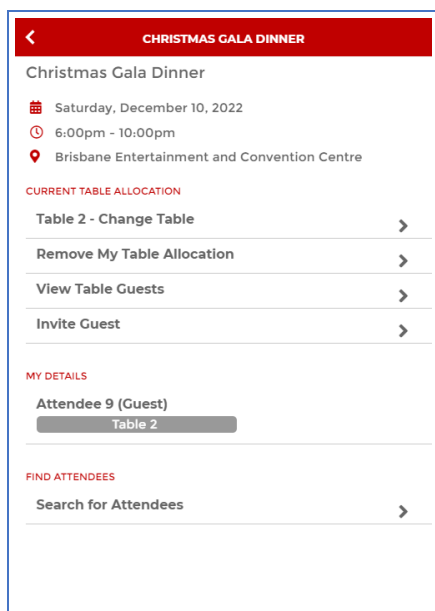 CHRISTMAS GALA DINNER
Christmas Gala Dinner
Saturday, December 10, 2022
6:00pm - 10:00pm
Brisbane Entertainment and Convention Centre
CURRENT TABLE ALLOCATION
Table 2 - Change Table
Remove My Table Allocation
View Table Guests
Invite Guest
MY DETAILS
Attendee 9 (Guest)
Table 2
FIND ATTENDEES
Search for Attendees